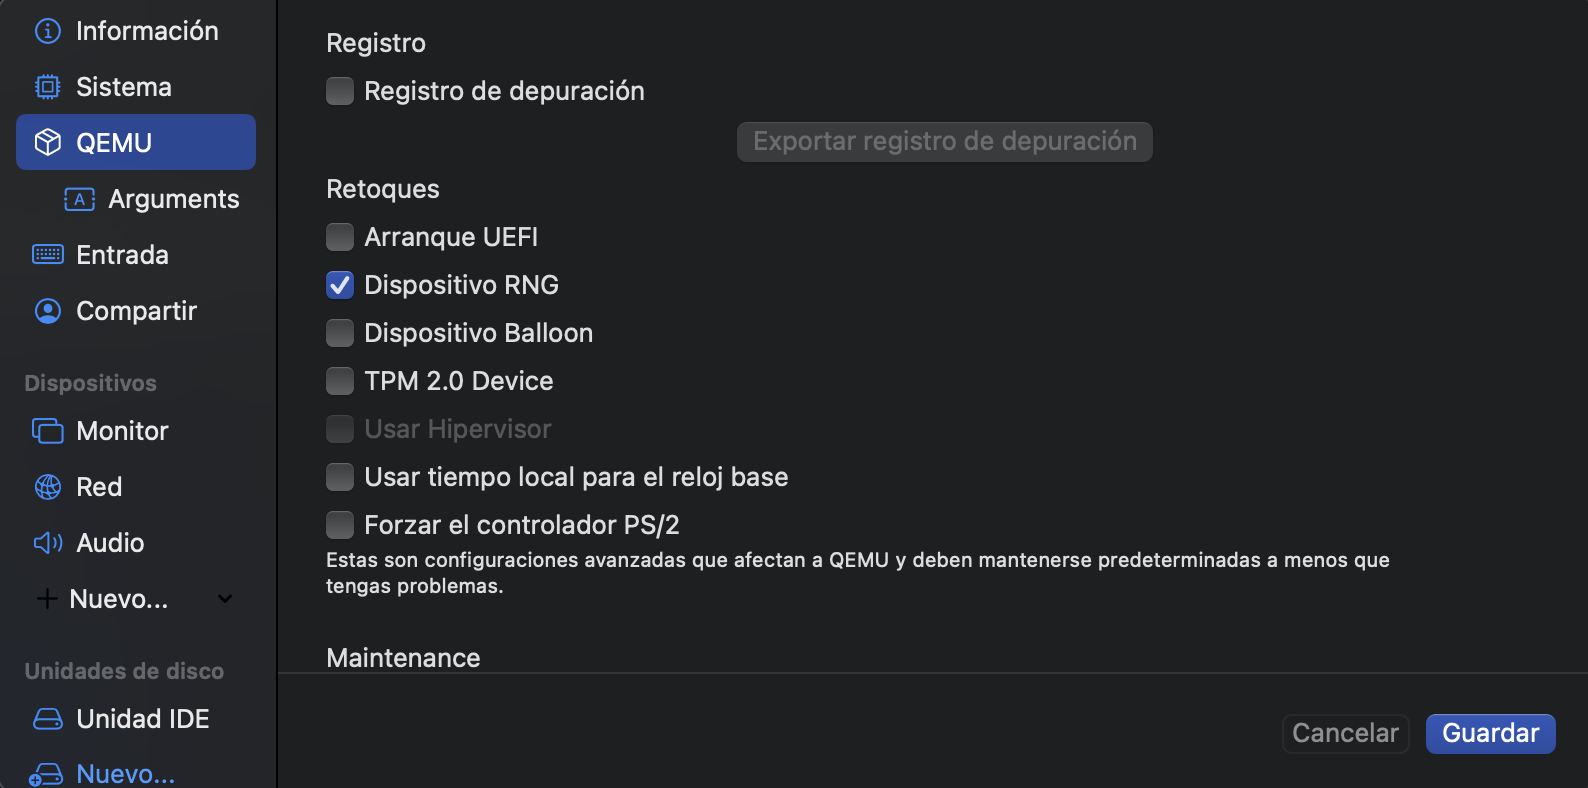 Información
Sistema
QEMU
Arguments
Entrada
Compartir
Dispositivos
Monitor
Red
Audio
Nuevo...
Unidades de disco
Unidad IDE
Nuevo...
Registro
Registro de depuración
Exportar registro de depuración
Retoques
Arranque UEFI
Dispositivo RNG
Dispositivo Balloon
TPM 2.0 Device
Usar Hipervisor
Usar tiempo local para el reloj base
Forzar el controlador PS/2
Estas son configuraciones avanzadas que afectan a QEMU y deben mantenerse predeterminadas a menos que
tengas problemas.
Maintenance
Cancelar
Guardar